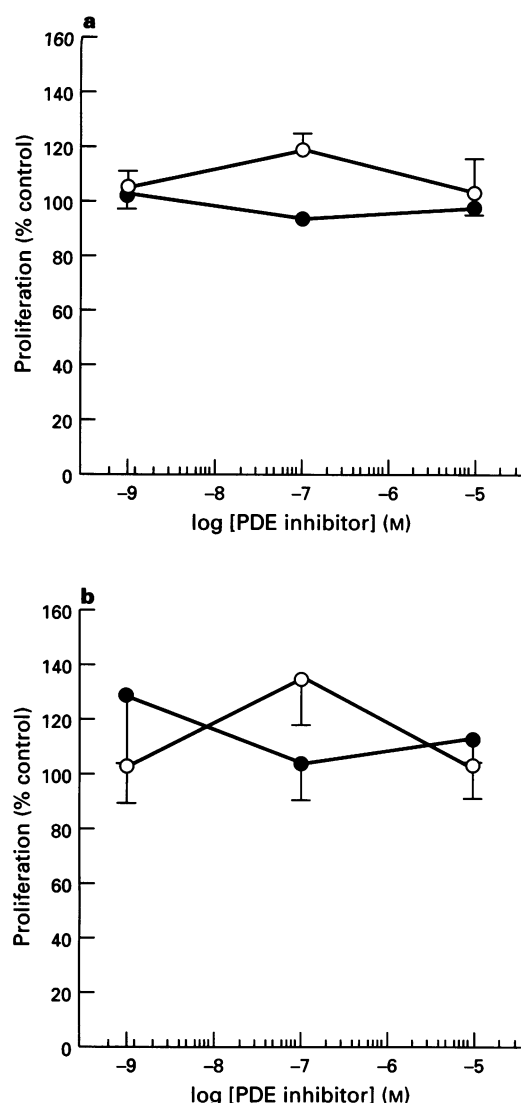 a
160
140
120
100
80
60
40
20
0
Proliferation (% control)
–9 –8 –7 –6 –5
log [PDE inhibitor] (M)
b
160
140
120
100
80
60
40
20
0
Proliferation (% control)
–9 –8 –7 –6 –5
log [PDE inhibitor] (M)